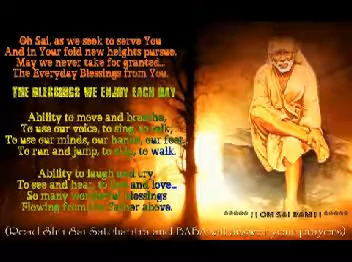 Oh Sai, as we seek to serve You
And in Your fold new heights pursue.
May we never take for granted...
The Everyday Blessings from You.
THE BLESSINGS WE ENJOY EACH DAY
Ability to move and breathe,
To use our voice, to sing, to talk,
To use our minds, our hands, our feet,
To run and jump, to skip, to walk.
Ability to laugh and cry,
To see and hear, to live and love...
So many wonderful blessings
Flowing from the above.
***** !! OM SAI RAM !! *****
(Read Shri Sai Satcharitra and BABA will answer your prayers)